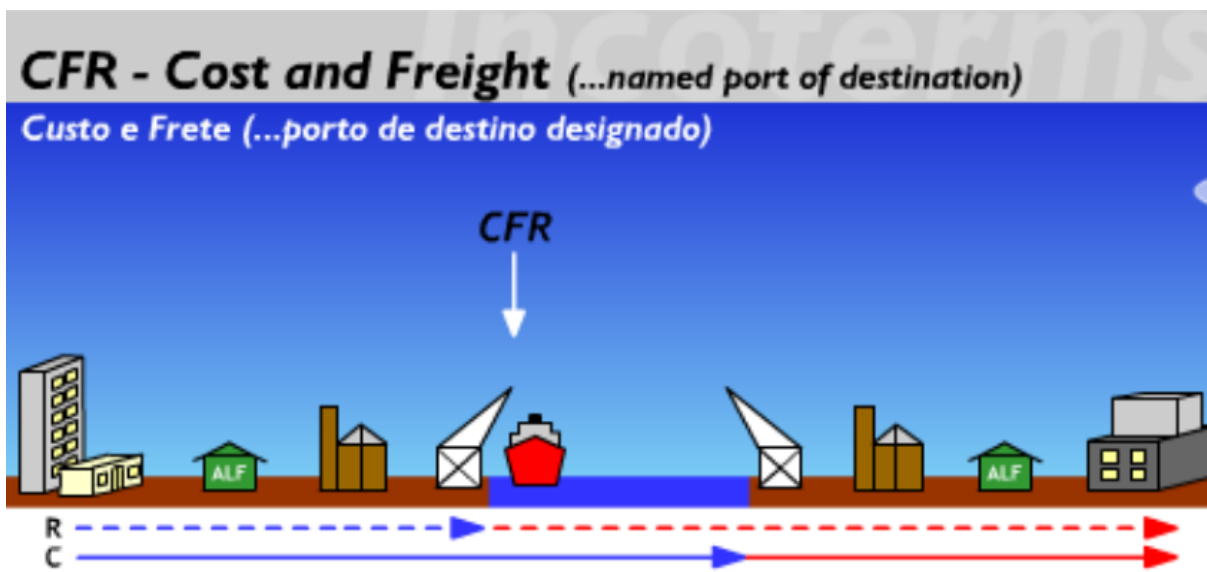 Incoterms
CFR - Cost and Freight (...named port of destination)
Custo e Frete (...porto de destino designado)
CFR
ALF
ALF
R
C